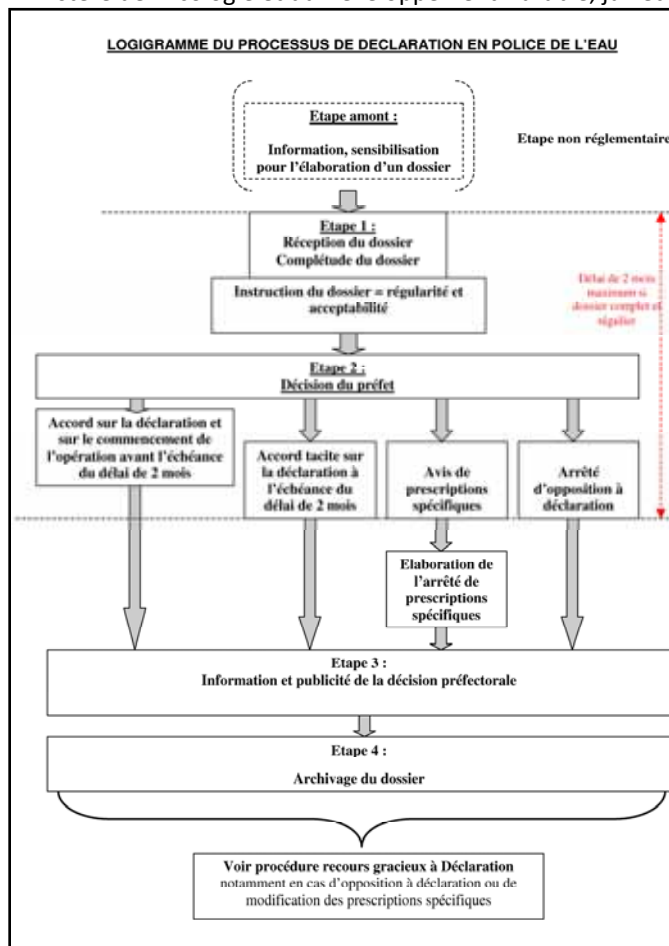 LOGIGRAMME DU PROCESSUS DE DECLARATION EN POLICE DE L'EAU
Etape amont :
Information, sensibilisation
pour l'élaboration d'un dossier
Etape non réglementaire
Etape 1 :
Réception du dossier
Complétude du dossier
Instruction du dossier = régularité et
acceptabilité
Délai de 2 mois
maximum si
dossier complet et
régulier
Etape 2 :
Décision du préfet
Accord sur la déclaration et
sur le commencement de
l'opération avant l'échéance
du délai de 2 mois
Accord tacite sur
la déclaration à
l'échéance du
délai de 2 mois
Avis de
prescriptions
spécifiques
Arrêté
d'opposition à
déclaration
Elaboration de
l'arrêté de
prescriptions
spécifiques
Etape 3 :
Information et publicité de la décision préfectorale
Etape 4 :
Archivage du dossier
Voir procédure recours gracieux à Déclaration
notamment en cas d'opposition à déclaration ou de
modification des prescriptions spécifiques